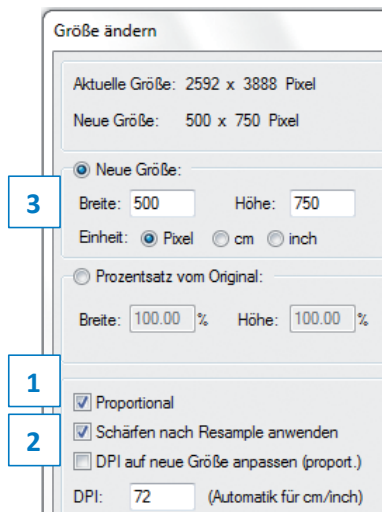 Größe ändern
Aktuelle Größe: 2592 x 3888 Pixel
Neue Größe: 500 x 750 Pixel
Neue Größe:
3
Breite: 500 Höhe: 750
Einheit: Pixel cm inch
Prozentsatz vom Original:
Breite: 100.00 % Höhe: 100.00 %
1
Proportional
2
Schärfen nach Resample anwenden
DPI auf neue Größe anpassen (proport.)
DPI: 72 (Automatik für cm/inch)